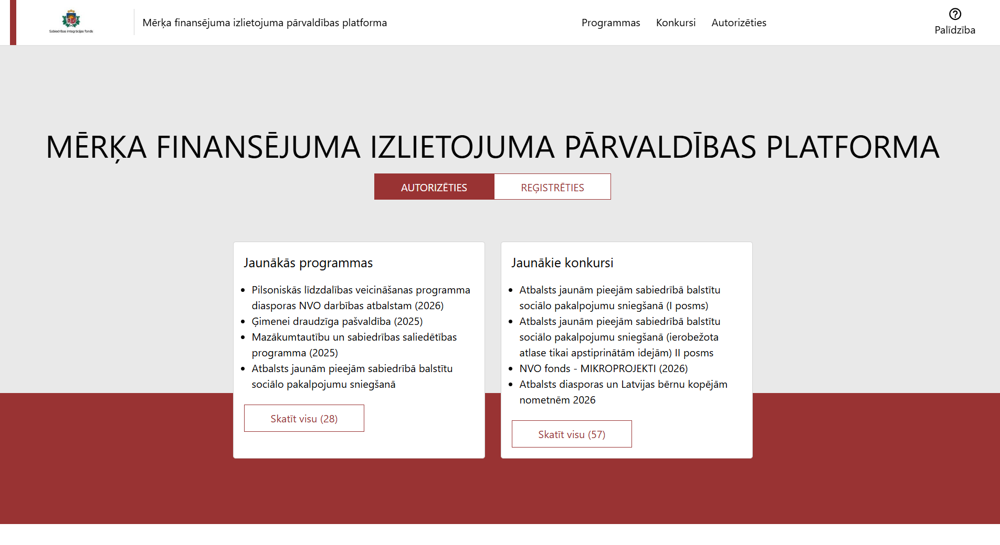 Sabiedrības integrācijas fonds
Mērķa finansējuma izlietojuma pārvaldības platforma
Programmas
Konkursi
Autorizēties
Palīdzība
MĒRĶA FINANSĒJUMA IZLIETOJUMA PĀRVALDĪBAS PLATFORMA
AUTORIZĒTIES
REĢISTRĒTIES
Jaunākās programmas
Pilsoniskās līdzdalības veicināšanas programma
diasporas NVO darbības atbalstam (2026)
Ģimenei draudzīga pašvaldība (2025)
Mazākumtautību un sabiedrības saliedētības
programma (2025)
Atbalsts jaunām pieejām sabiedrībā balstītu
sociālo pakalpojumu sniegšanā
Skatīt visu (28)
Jaunākie konkursi
Atbalsts jaunām pieejām sabiedrībā balstītu
sociālo pakalpojumu sniegšanā (I posms)
Atbalsts jaunām pieejām sabiedrībā balstītu
sociālo pakalpojumu sniegšanā (ierobežota
atlase tikai apstiprinātām idejām) II posms
NVO fonds - MIKROPROJEKTI (2026)
Atbalsts diasporas un Latvijas bērnu kopējām
nometnēm 2026
Skatīt visu (57)